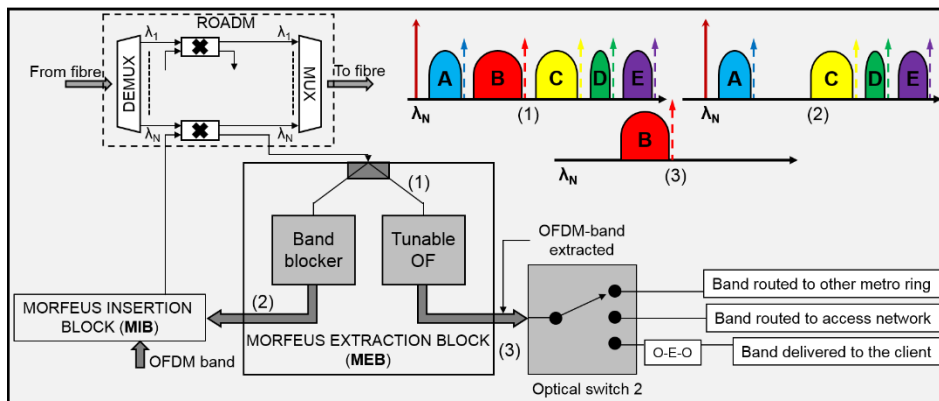 ROADM
From fibre
DEMUX
λ1
λ1
λN
λN
MUX
To fibre
A
B
C
D
E
λN
(1)
A
C
D
E
λN
(2)
B
λN
(3)
(1)
Band
blocker
Tunable
OF
OFDM-band
extracted
(2)
(3)
MORFEUS INSERTION
BLOCK (MIB)
OFDM band
MORFEUS EXTRACTION BLOCK
(MEB)
Band routed to other metro ring
Band routed to access network
O-E-O
Band delivered to the client
Optical switch 2